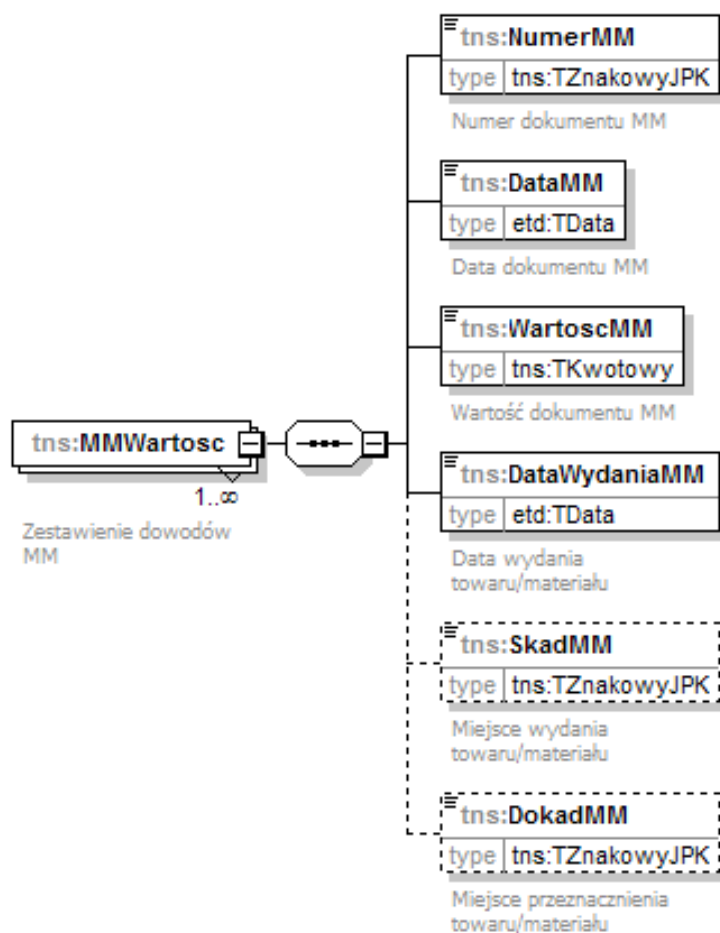 tns:NumerMM
type tns:TZnakowyJPK
Numer dokumentu MM
tns:DataMM
type etd:TData
Data dokumentu MM
tns:WartoscMM
type tns:TKwotowy
Wartość dokumentu MM
tns:MMWartosc
1..∞
Zestawienie dowodów
MM
tns:DataWydaniaMM
type etd:TData
Data wydania
towaru/materiału
tns:SkadMM
type tns:TZnakowyJPK
Miejsce wydania
towaru/materiału
tns:DokadMM
type tns:TZnakowyJPK
Miejsce przeznacznienia
towaru/materiału